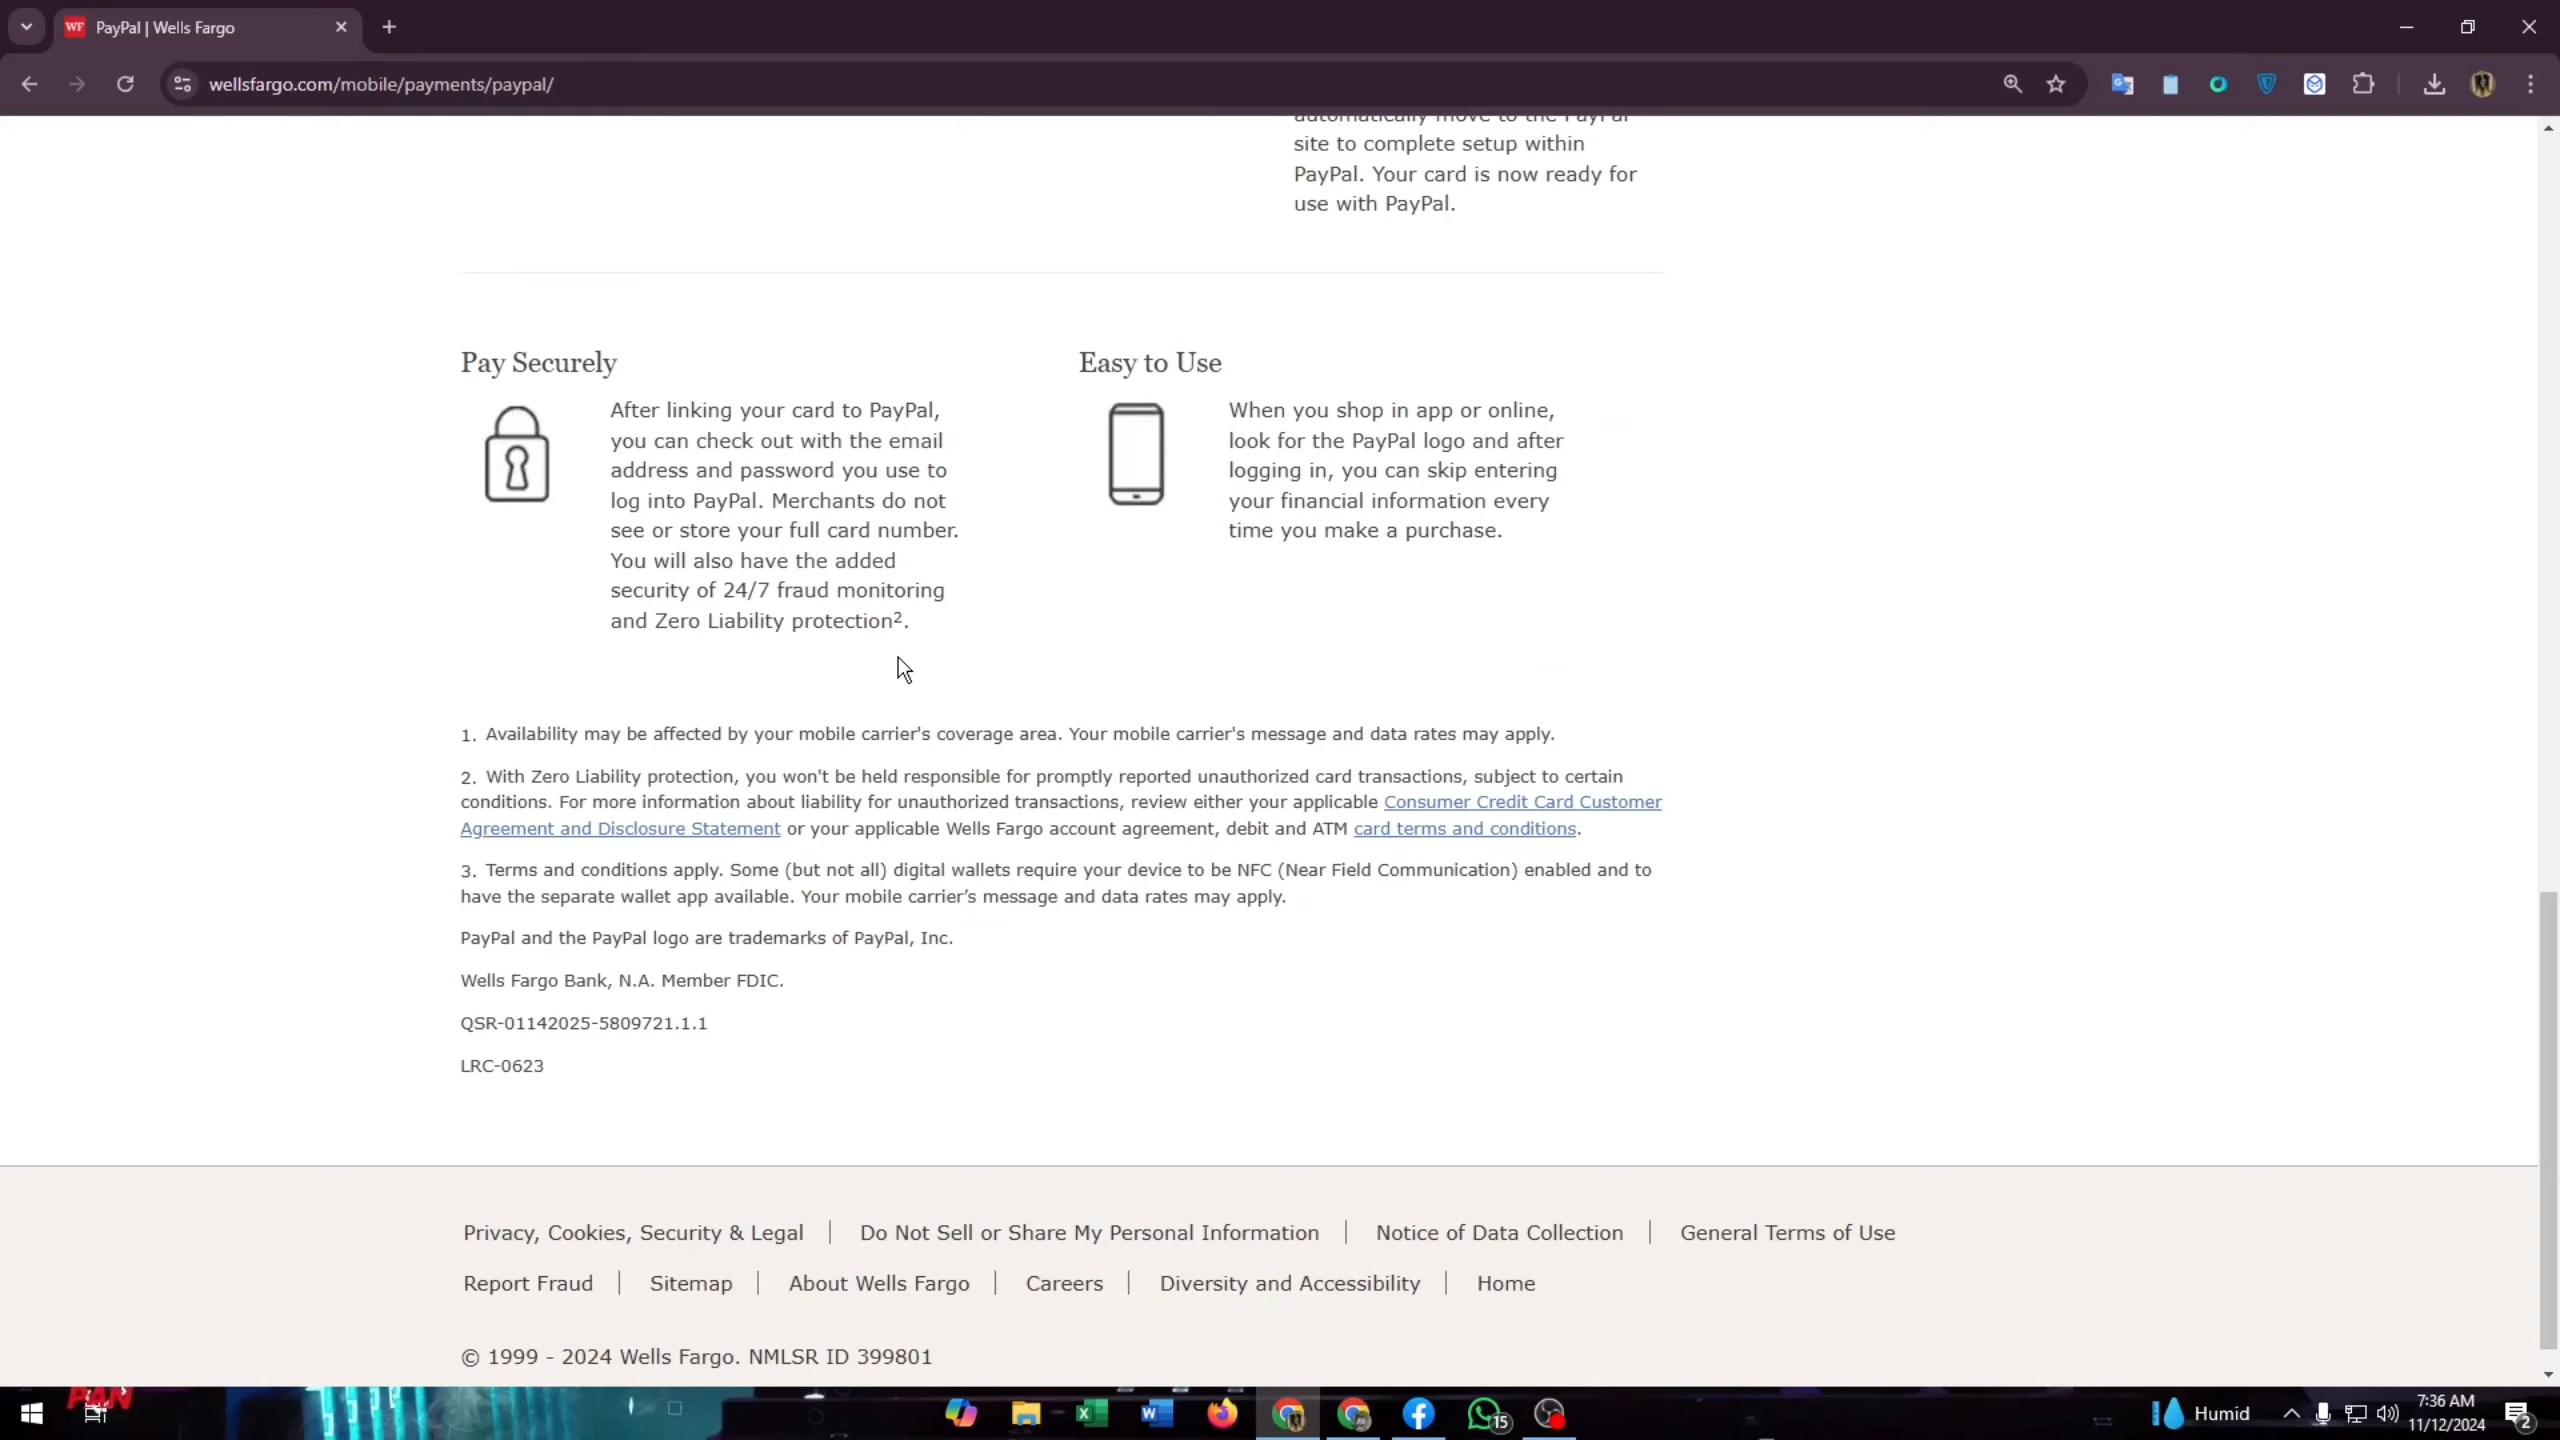 PayPal | Wells Fargo
wellsfargo.com/mobile/payments/paypal/
automatically move to the PayPal
site to complete setup within
PayPal. Your card is now ready for
use with PayPal.
Pay Securely
After linking your card to PayPal,
you can check out with the email
address and password you use to
log into PayPal. Merchants do not
see or store your full card number.
You will also have the added
security of 24/7 fraud monitoring
and Zero Liability protection².
Easy to Use
When you shop in app or online,
look for the PayPal logo and after
logging in, you can skip entering
your financial information every
time you make a purchase.
1. Availability may be affected by your mobile carrier's coverage area. Your mobile carrier's message and data rates may apply.
2. With Zero Liability protection, you won't be held responsible for promptly reported unauthorized card transactions, subject to certain
conditions. For more information about liability for unauthorized transactions, review either your applicable Consumer Credit Card Customer
Agreement and Disclosure Statement or your applicable Wells Fargo account agreement, debit and ATM card terms and conditions.
3. Terms and conditions apply. Some (but not all) digital wallets require your device to be NFC (Near Field Communication) enabled and to
have the separate wallet app available. Your mobile carrier’s message and data rates may apply.
PayPal and the PayPal logo are trademarks of PayPal, Inc.
Wells Fargo Bank, N.A. Member FDIC.
QSR-01142025-5809721.1.1
LRC-0623
Privacy, Cookies, Security & Legal | Do Not Sell or Share My Personal Information | Notice of Data Collection | General Terms of Use
Report Fraud | Sitemap | About Wells Fargo | Careers | Diversity and Accessibility | Home
© 1999 - 2024 Wells Fargo. NMLSR ID 399801
PAN
15
Humid
7:36 AM
11/12/2024
2